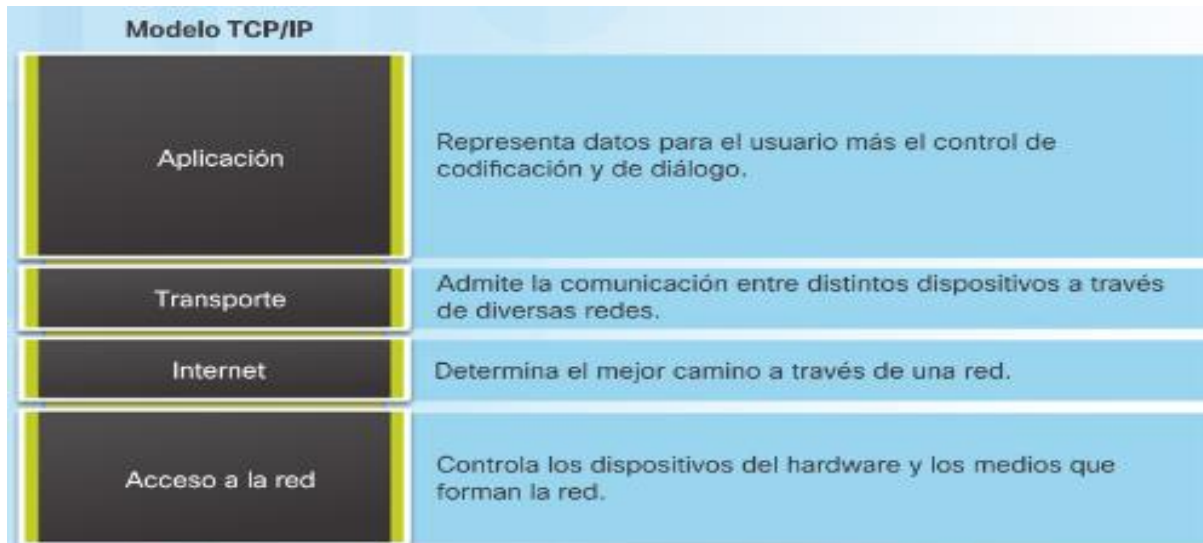 Modelo TCP/IP
Aplicación
Representa datos para el usuario más el control de
codificación y de diálogo.
Transporte
Admite la comunicación entre distintos dispositivos a través
de diversas redes.
Internet
Determina el mejor camino a través de una red.
Acceso a la red
Controla los dispositivos del hardware y los medios que
forman la red.